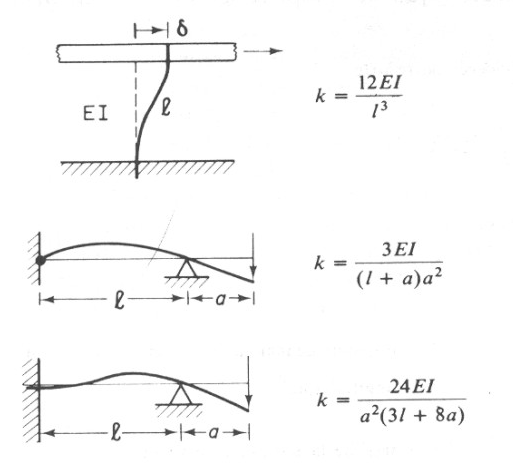 δ
EI
l
k = 12EI / l³
l
a
k = 3EI / (l + a)a²
l
a
k = 24EI / a²(3l + 8a)